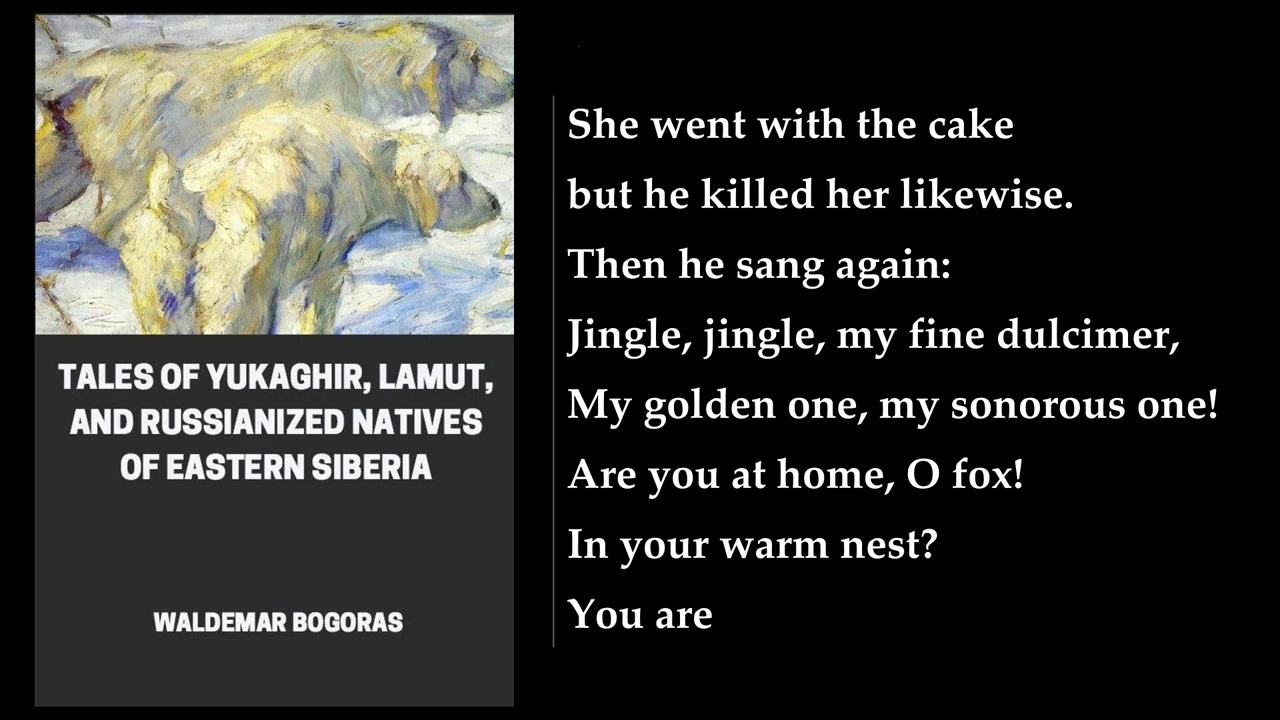 TALES OF YUKAGHIR, LAMUT,
AND RUSSIANIZED NATIVES
OF EASTERN SIBERIA
WALDEMAR BOGORAS
She went with the cake
but he killed her likewise.
Then he sang again:
Jingle, jingle, my fine dulcimer,
My golden one, my sonorous one!
Are you at home, O fox!
In your warm nest?
You are